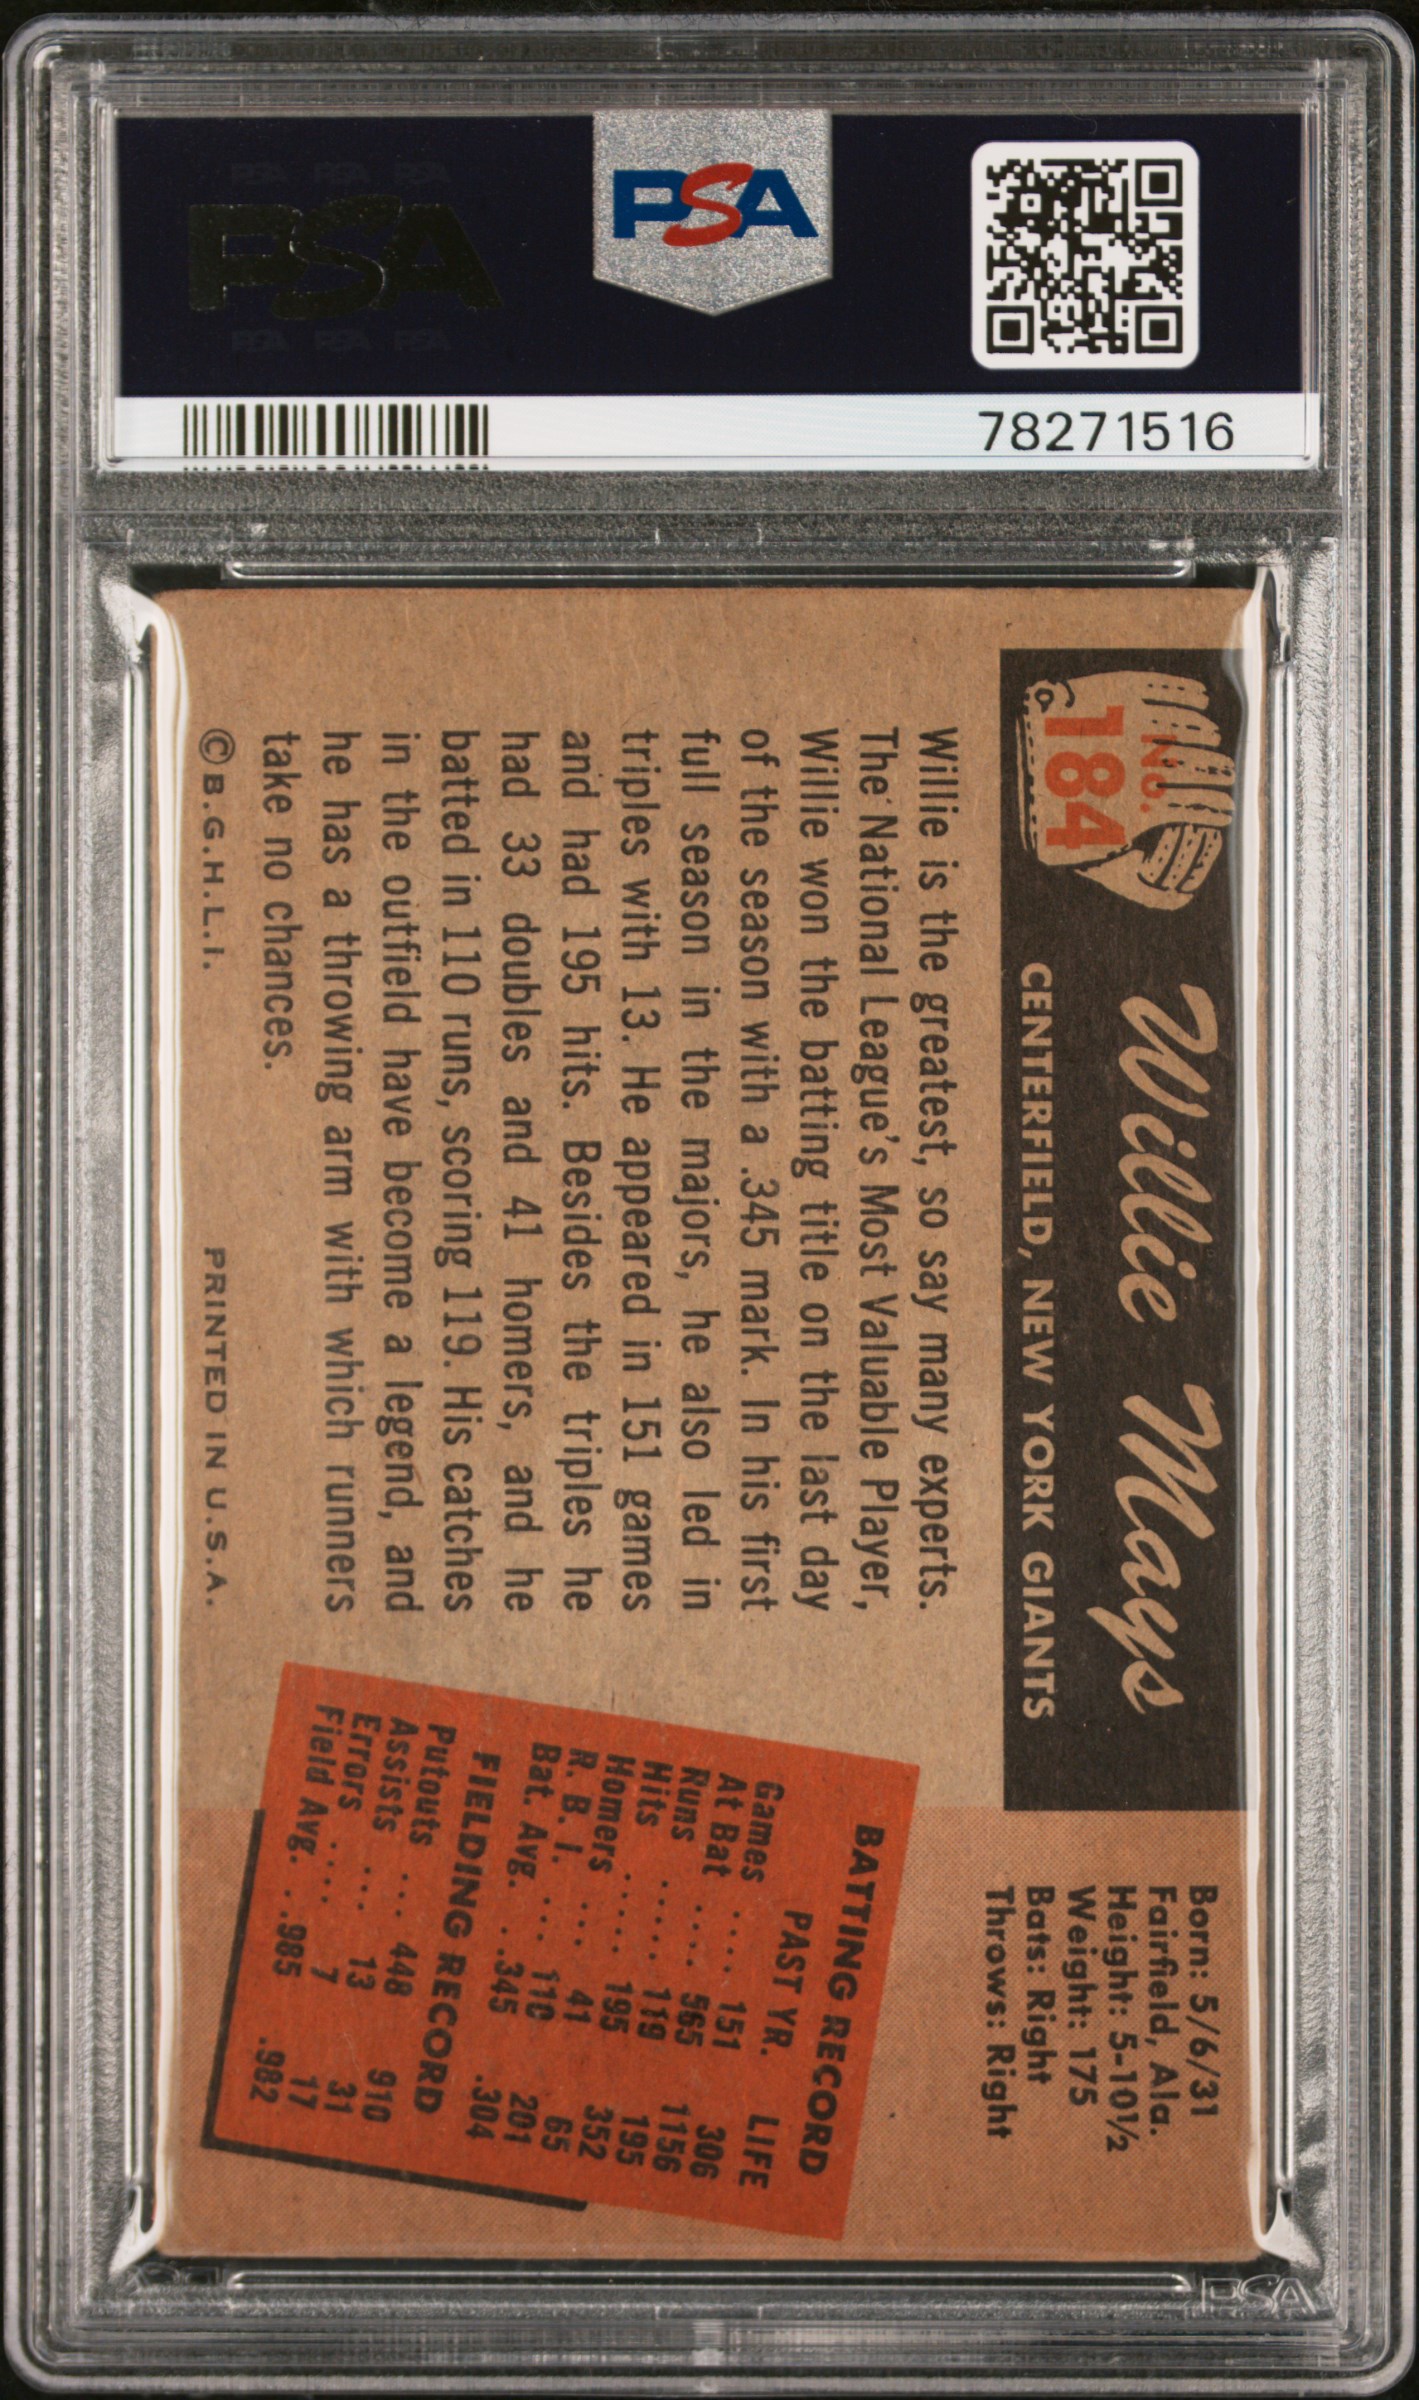 PSA PSA PSA
PSA
PSA PSA PSA
PSA
78271516
No.
184
Willie Mays
CENTERFIELD, NEW YORK GIANTS
Born: 5/6/31
Fairfield, Ala.
Height: 5-10½
Weight: 175
Bats: Right
Throws: Right
Willie is the greatest, so say many experts.
The National League's Most Valuable Player,
Willie won the batting title on the last day
of the season with a .345 mark. In his first
full season in the majors, he also led in
triples with 13. He appeared in 151 games
and had 195 hits. Besides the triples he
had 33 doubles and 41 homers, and he
batted in 110 runs, scoring 119. His catches
in the outfield have become a legend, and
he has a throwing arm with which runners
take no chances.
© B.G.H.L.I. PRINTED IN U.S.A.
BATTING RECORD
PAST YR. LIFE
Games .... 151 306
At Bat .... 565 1156
Runs ..... 119 195
Hits ..... 195 352
Homers ... 41 65
R. B. I. .... 110 201
Bat. Avg. . .345 .304
FIELDING RECORD
Putouts ... 448 910
Assists ... 13 31
Errors .... 7 17
Field Avg. . .985 .982
PSA